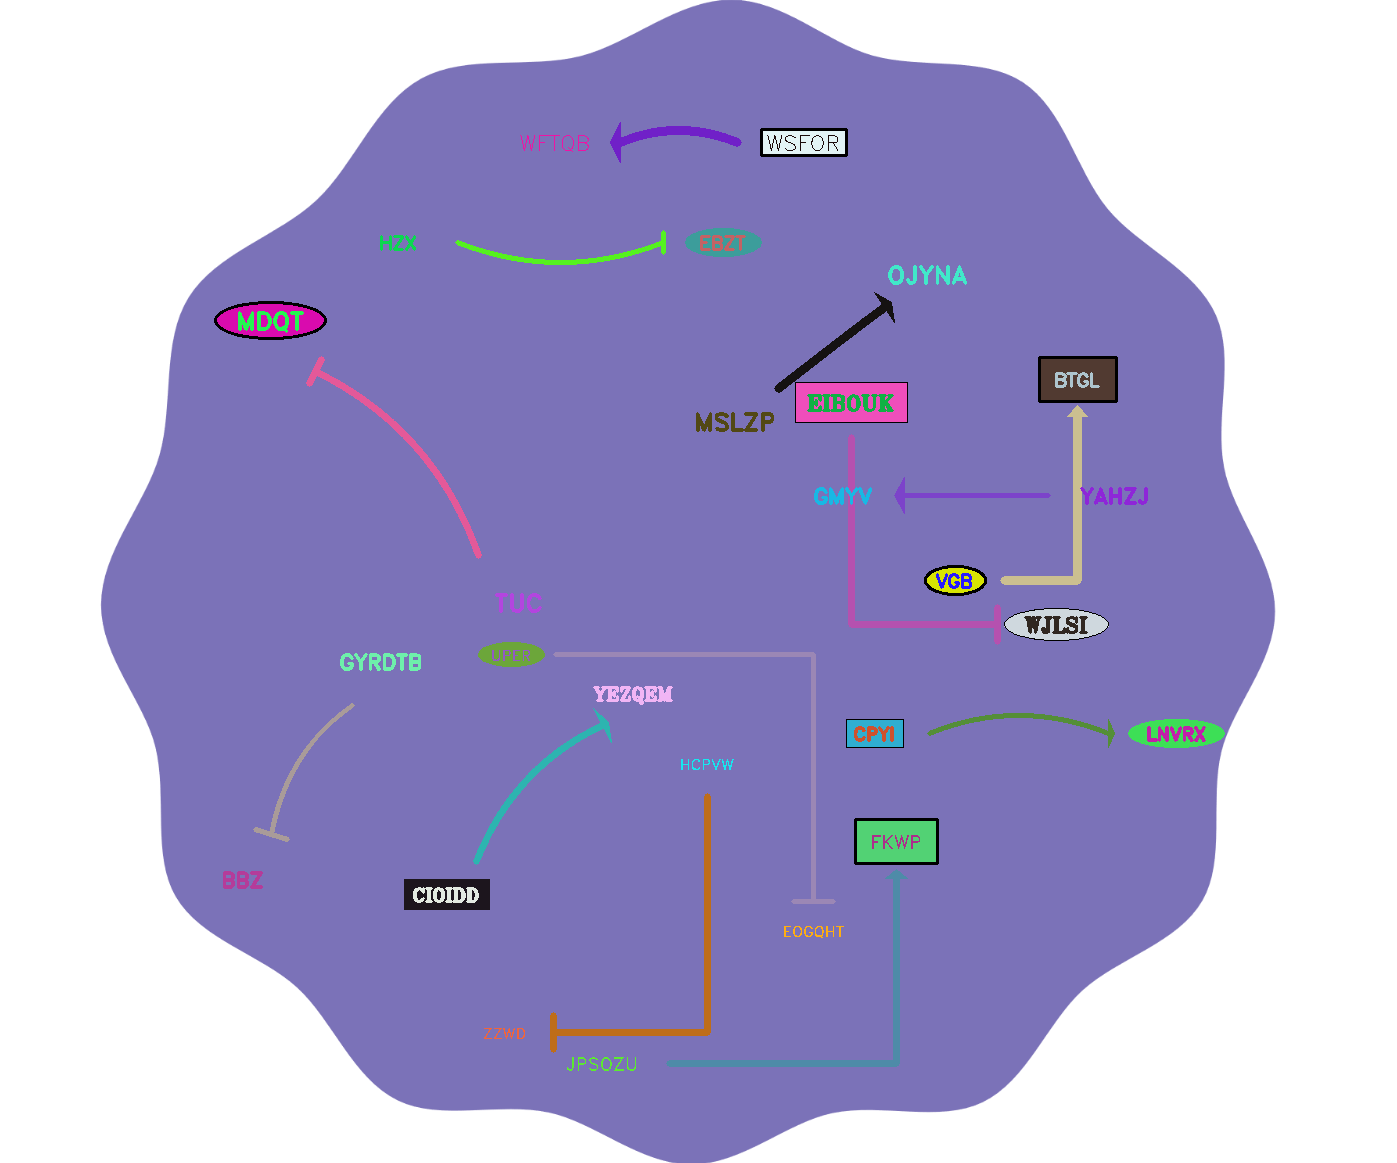 WFTQB
WSFOR
HZX
EBZT
OJYNA
MDQT
BTGL
EIBOUK
MSLZP
GMYV
YAHZJ
VGB
TUC
WJLSI
UPER
GYRDTB
YEZQEM
CPYI
LNVRX
HCPVW
FKWP
BBZ
CIOIDD
EOGQHT
ZZWD
JPSOZU